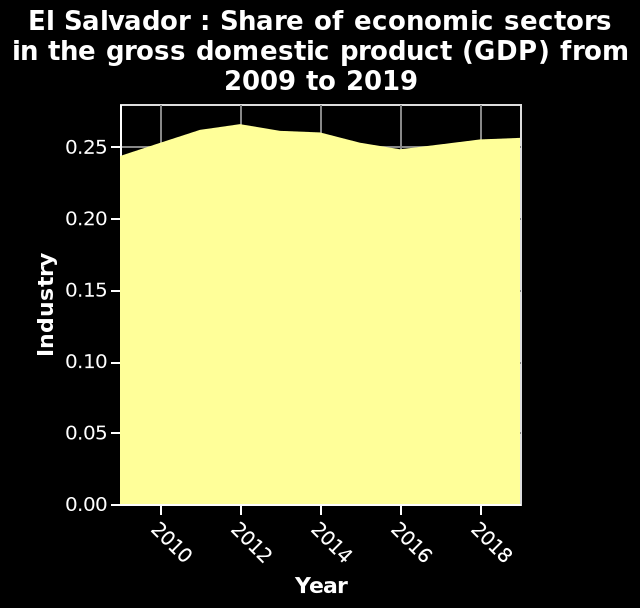 El Salvador : Share of economic sectors
in the gross domestic product (GDP) from
2009 to 2019
0.25
0.20
0.15
0.10
0.05
0.00
Industry
2010
2012
2014
2016
2018
Year